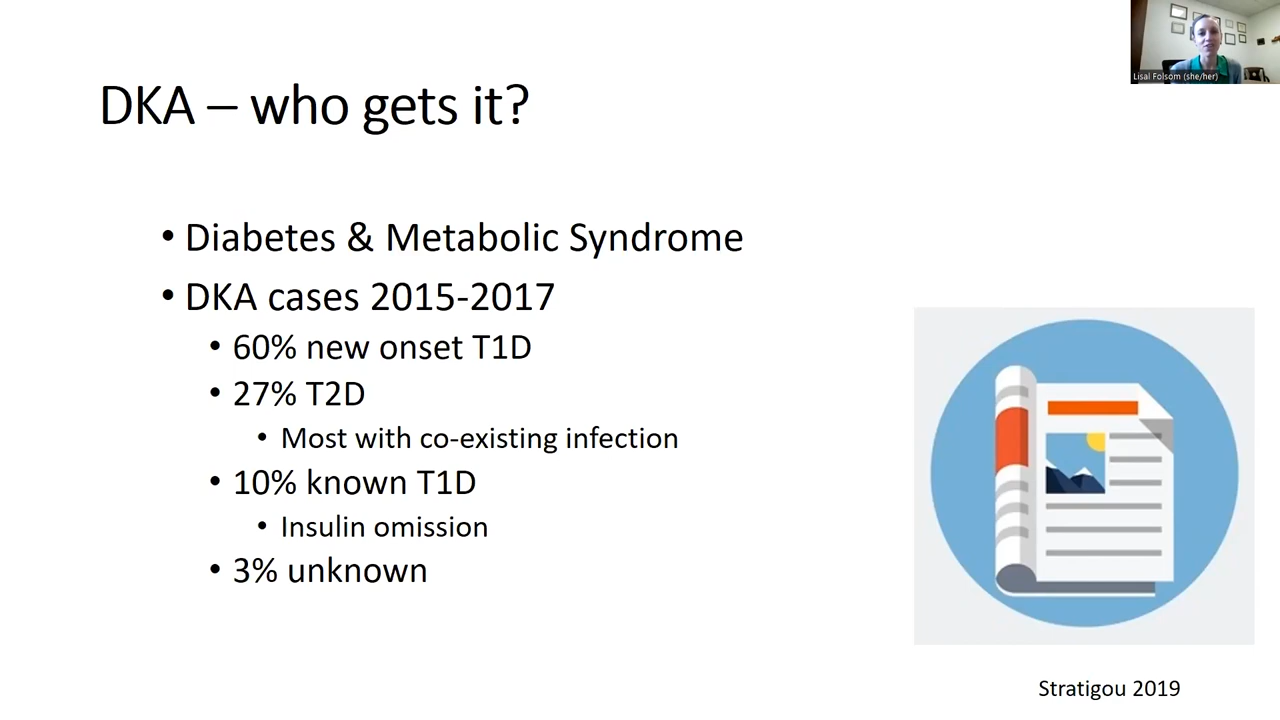 Lisal Folsom (she/her)
DKA – who gets it?
• Diabetes & Metabolic Syndrome
• DKA cases 2015-2017
• 60% new onset T1D
• 27% T2D
• Most with co-existing infection
• 10% known T1D
• Insulin omission
• 3% unknown
Stratigou 2019